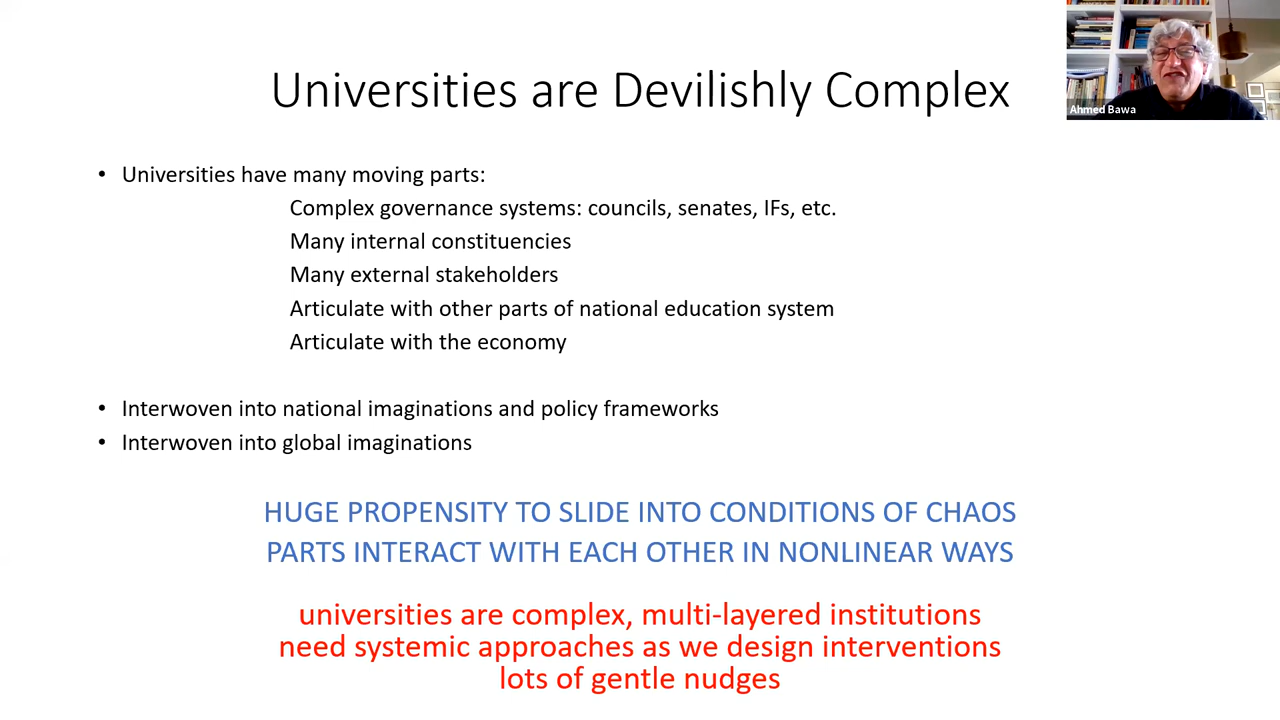 Universities are Devilishly Complex
Ahmed Bawa
• Universities have many moving parts:
Complex governance systems: councils, senates, IFs, etc.
Many internal constituencies
Many external stakeholders
Articulate with other parts of national education system
Articulate with the economy
• Interwoven into national imaginations and policy frameworks
• Interwoven into global imaginations
HUGE PROPENSITY TO SLIDE INTO CONDITIONS OF CHAOS
PARTS INTERACT WITH EACH OTHER IN NONLINEAR WAYS
universities are complex, multi-layered institutions
need systemic approaches as we design interventions
lots of gentle nudges